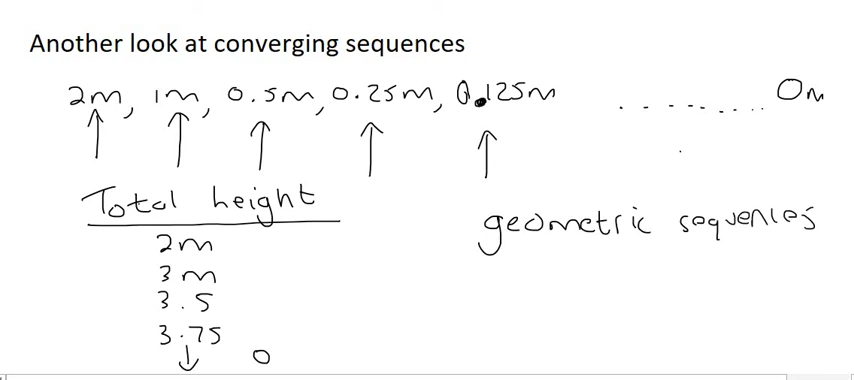 Another look at converging sequences
2m, 1m, 0.5m, 0.25m, 0.125m ............ 0m
Total height
geometric sequences
2m
3m
3.5
3.75
0